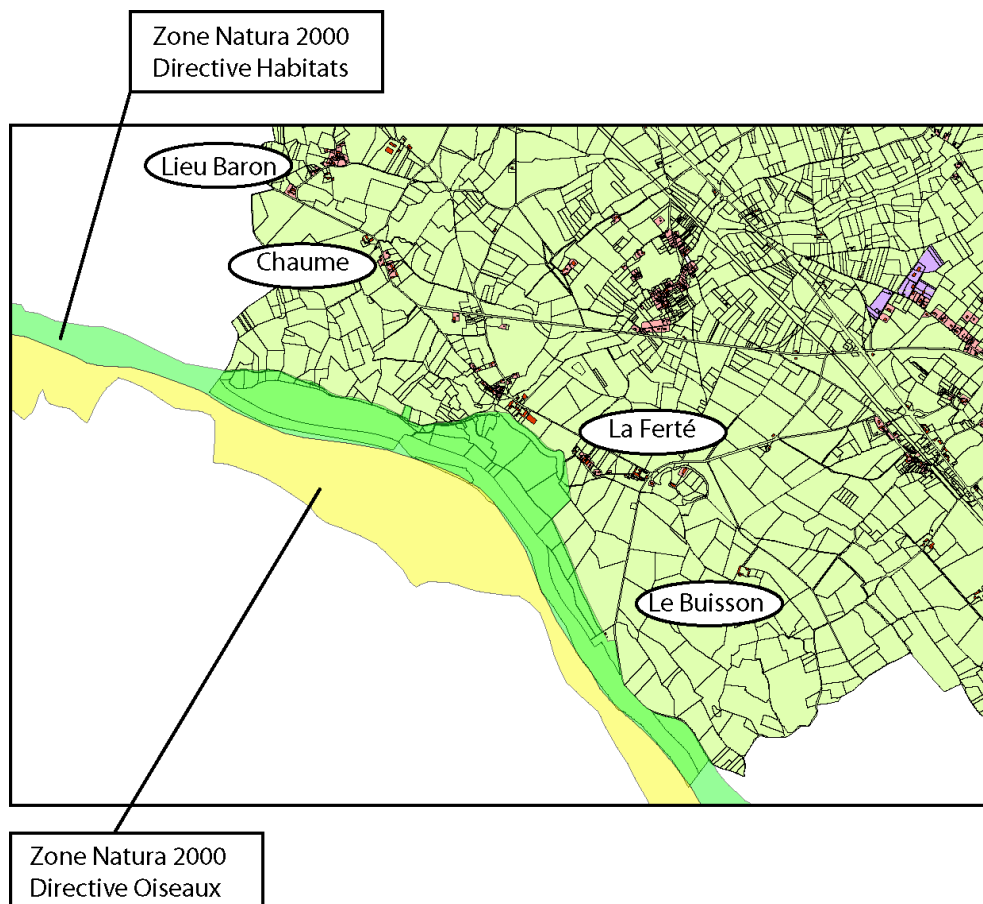 Zone Natura 2000
Directive Habitats
Lieu Baron
Chaume
La Ferté
Le Buisson
Zone Natura 2000
Directive Oiseaux